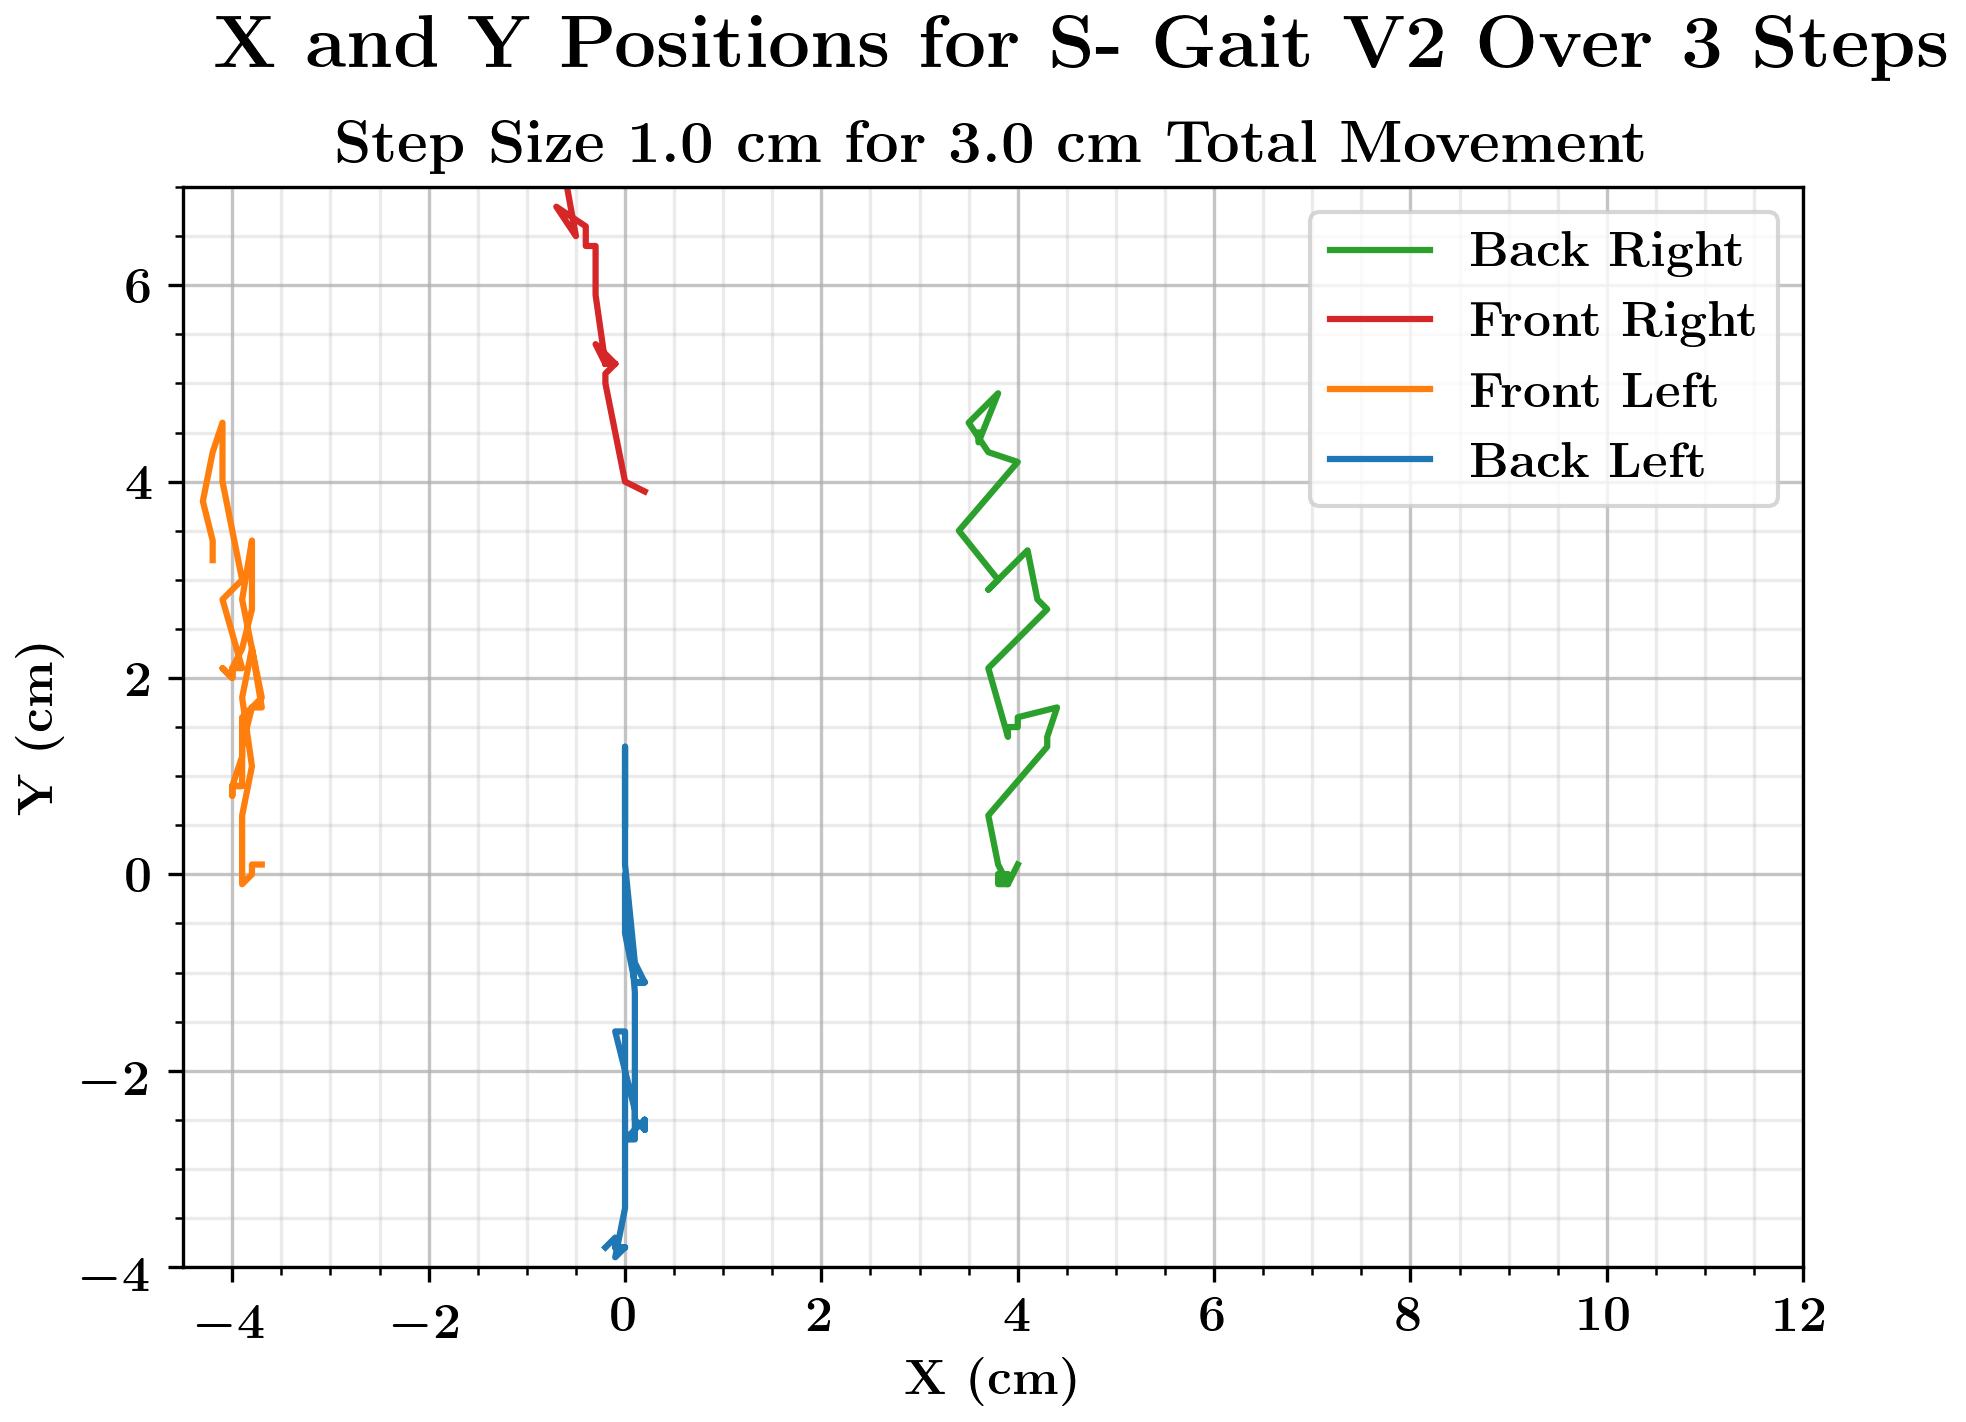 X and Y Positions for S- Gait V2 Over 3 Steps
Step Size 1.0 cm for 3.0 cm Total Movement
Back Right
Front Right
Front Left
Back Left
6
4
2
0
−2
−4
Y (cm)
−4 −2 0 2 4 6 8 10 12
X (cm)